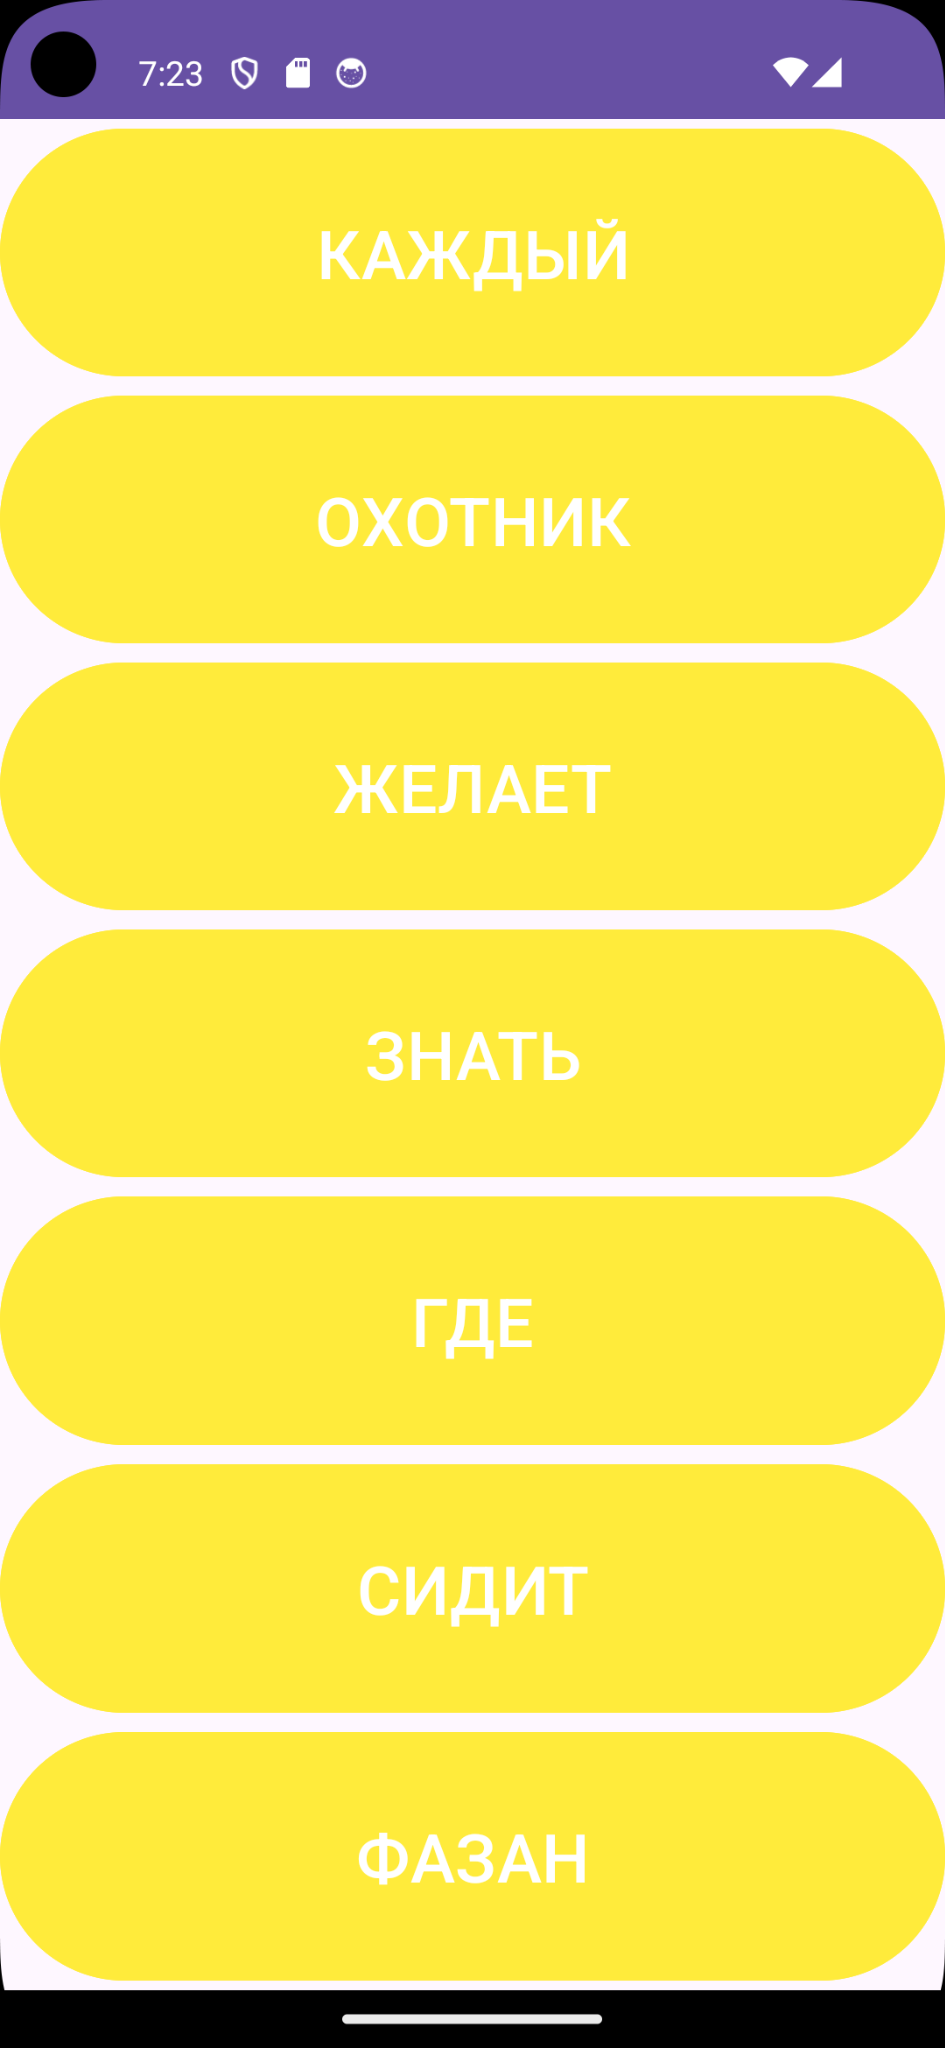 7:23
КАЖДЫЙ
ОХОТНИК
ЖЕЛАЕТ
ЗНАТЬ
ГДЕ
СИДИТ
ФАЗАН